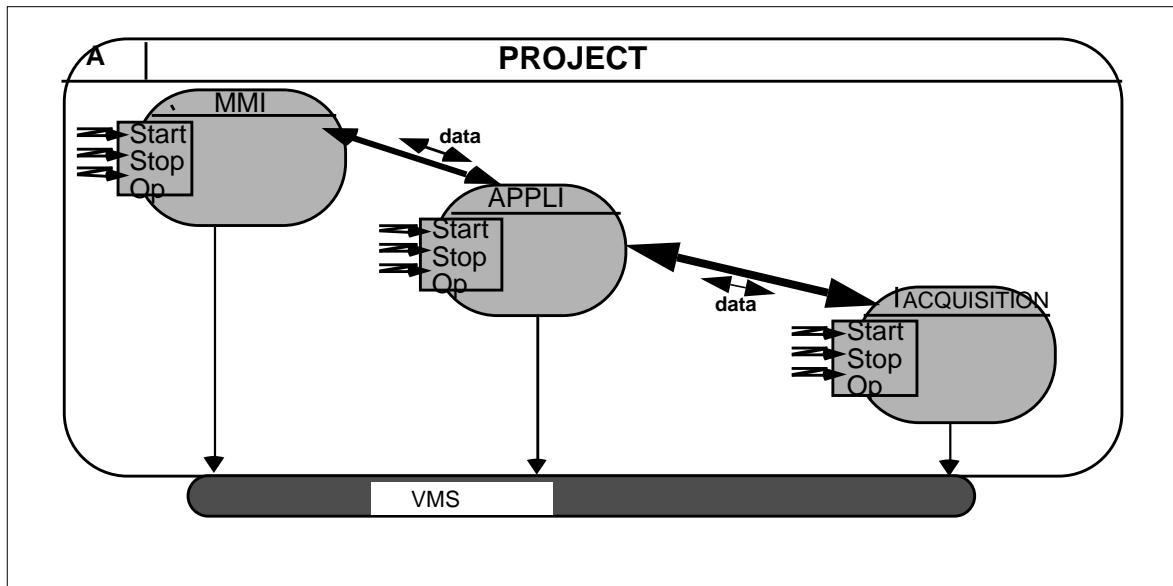 A PROJECT
MMI
Start
Stop
Op
data
APPLI
Start
Stop
Op
data
ACQUISITION
Start
Stop
Op
VMS